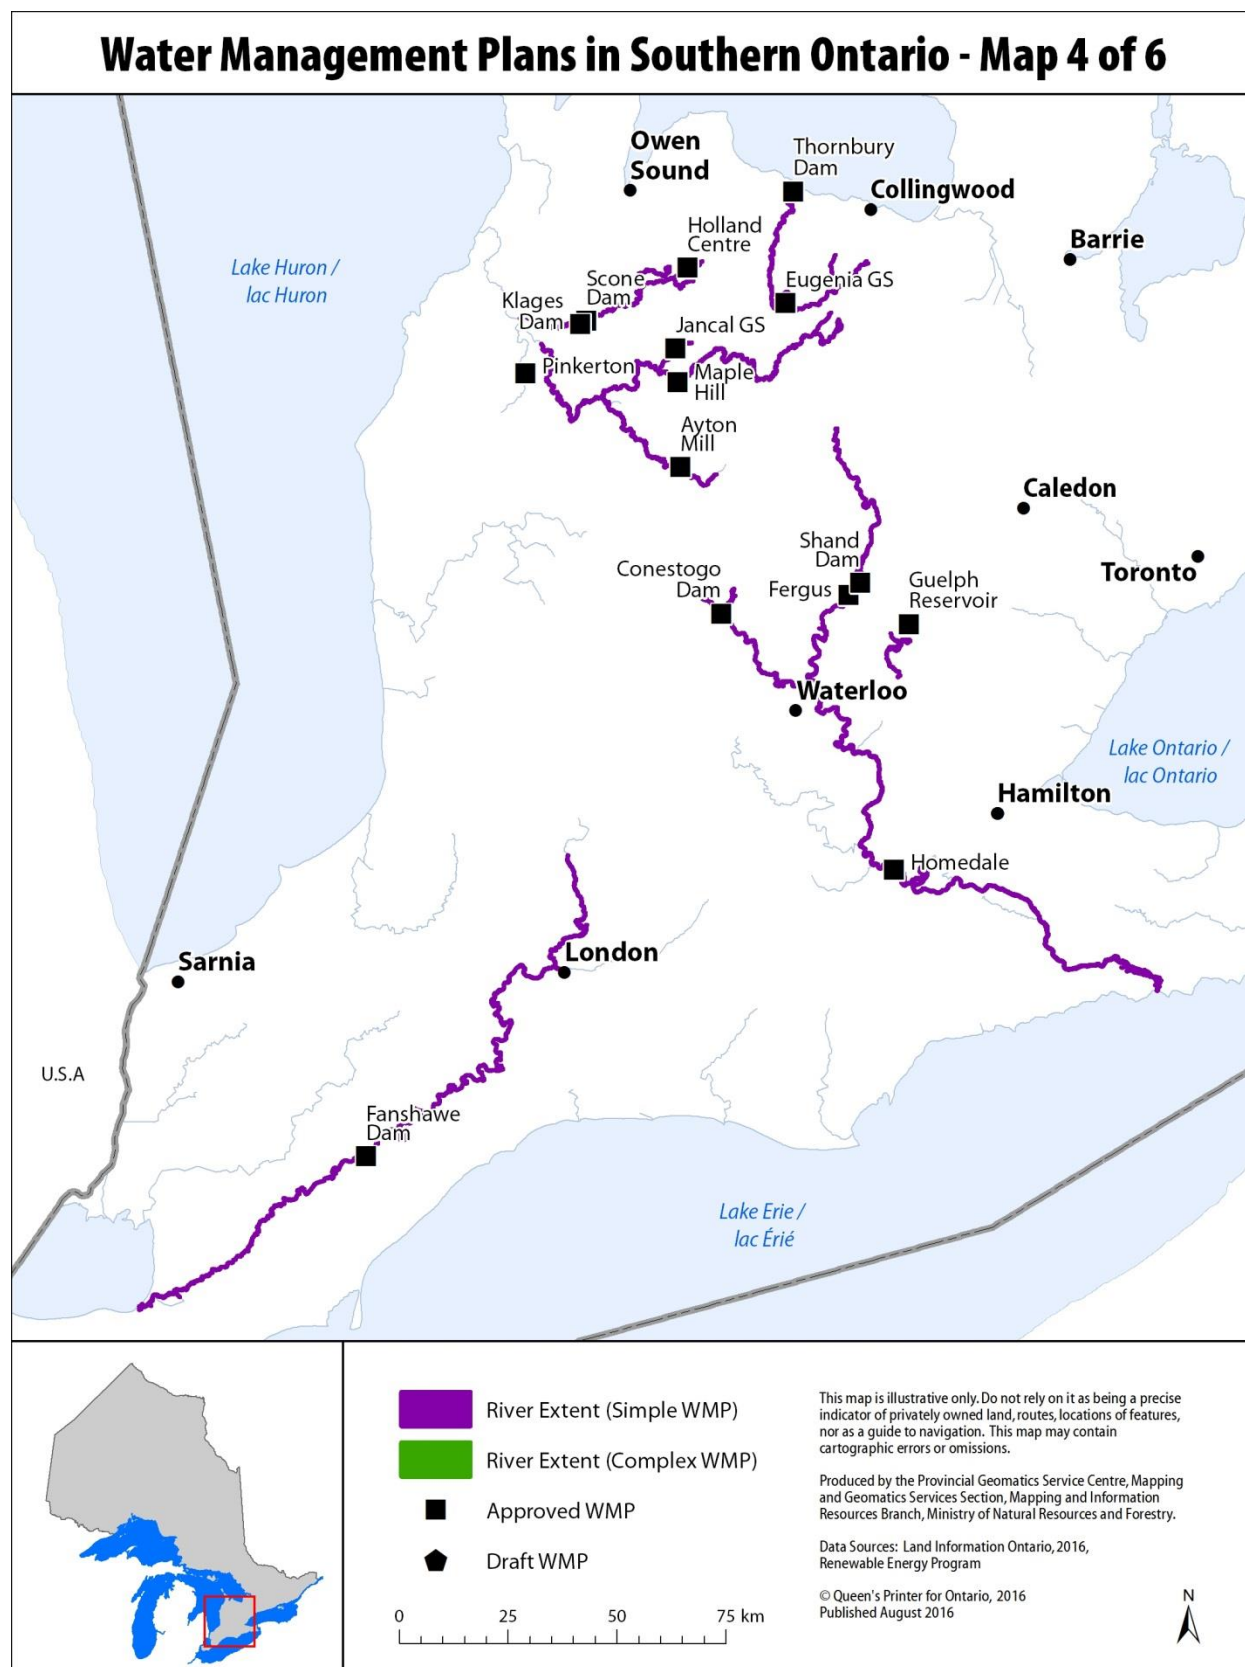 Water Management Plans in Southern Ontario - Map 4 of 6
Owen
Sound
Thornbury
Dam
Collingwood
Barrie
Holland
Centre
Lake Huron /
lac Huron
Scone
Dam
Eugenia GS
Klages
Dam
Jancal GS
Pinkerton
Maple
Hill
Ayton
Mill
Caledon
Shand
Dam
Toronto
Conestogo
Dam
Fergus
Guelph
Reservoir
Waterloo
Lake Ontario /
lac Ontario
Hamilton
Homedale
London
Sarnia
U.S.A
Fanshawe
Dam
Lake Erie /
lac Érié
River Extent (Simple WMP)
River Extent (Complex WMP)
Approved WMP
Draft WMP
0 25 50 75 km
This map is illustrative only. Do not rely on it as being a precise
indicator of privately owned land, routes, locations of features,
nor as a guide to navigation. This map may contain
cartographic errors or omissions.
Produced by the Provincial Geomatics Service Centre, Mapping
and Geomatics Services Section, Mapping and Information
Resources Branch, Ministry of Natural Resources and Forestry.
Data Sources: Land Information Ontario, 2016,
Renewable Energy Program
© Queen's Printer for Ontario, 2016
Published August 2016
N